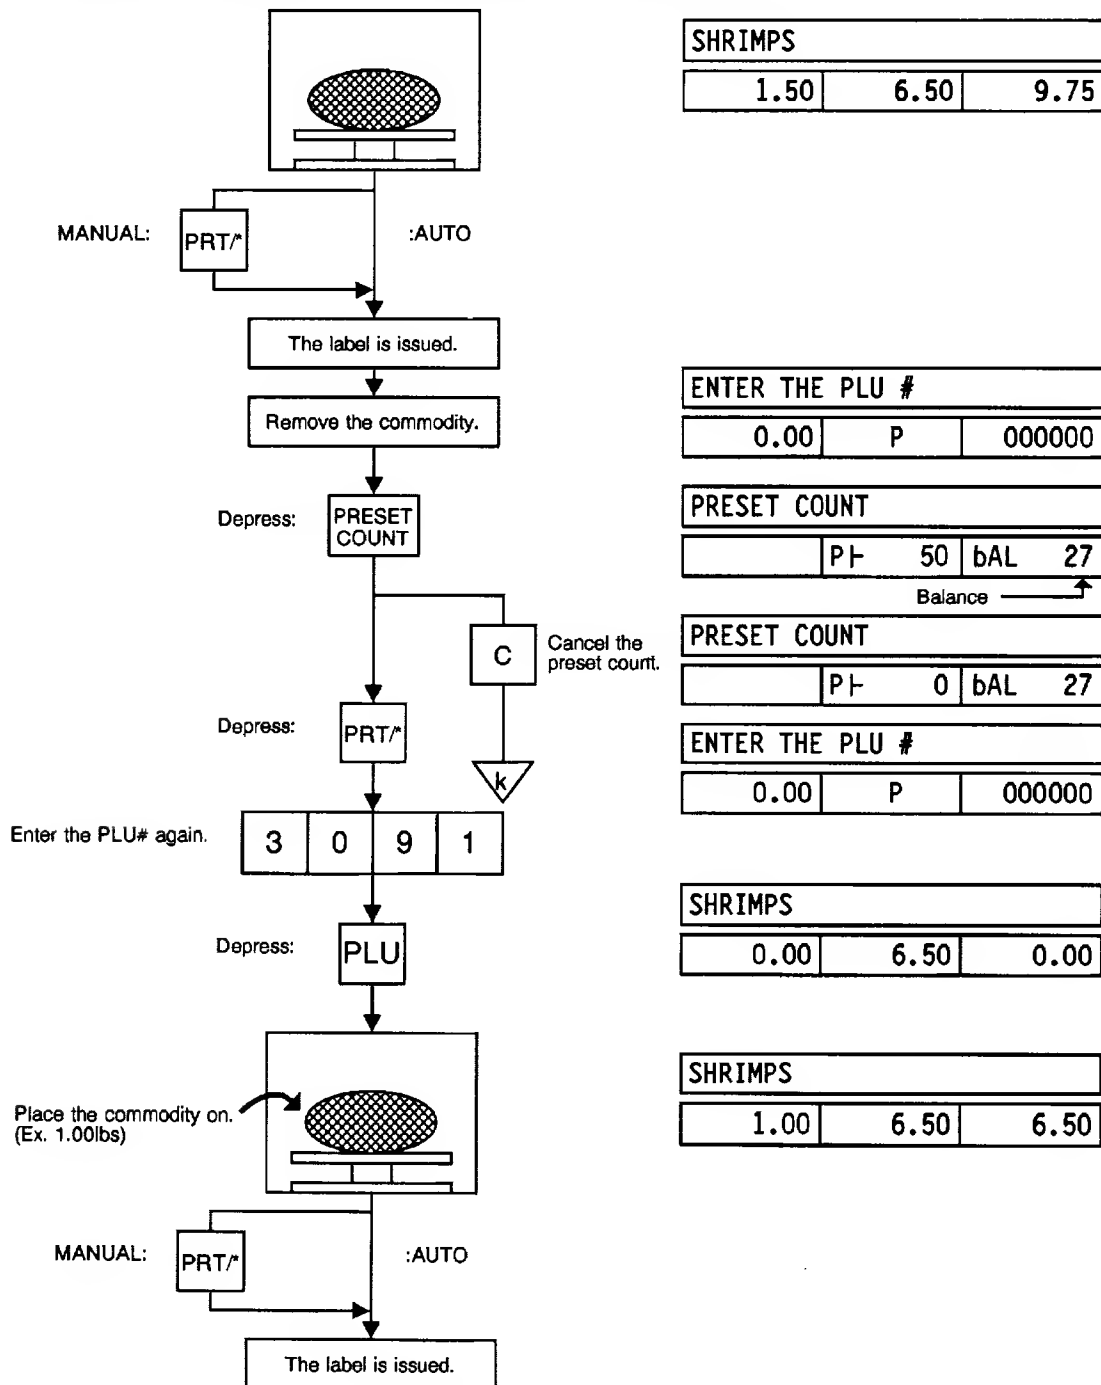 SHRIMPS
1.50 6.50 9.75
MANUAL: PRT/* :AUTO
The label is issued.
Remove the commodity.
ENTER THE PLU #
0.00 P 000000
Depress: PRESET
COUNT
PRESET COUNT
P⊦ 50 bAL 27
Balance
C Cancel the
preset count.
PRESET COUNT
P⊦ 0 bAL 27
Depress: PRT/*
k
ENTER THE PLU #
0.00 P 000000
Enter the PLU# again. 3 0 9 1
Depress: PLU
SHRIMPS
0.00 6.50 0.00
Place the commodity on.
(Ex. 1.00lbs)
SHRIMPS
1.00 6.50 6.50
MANUAL: PRT/* :AUTO
The label is issued.